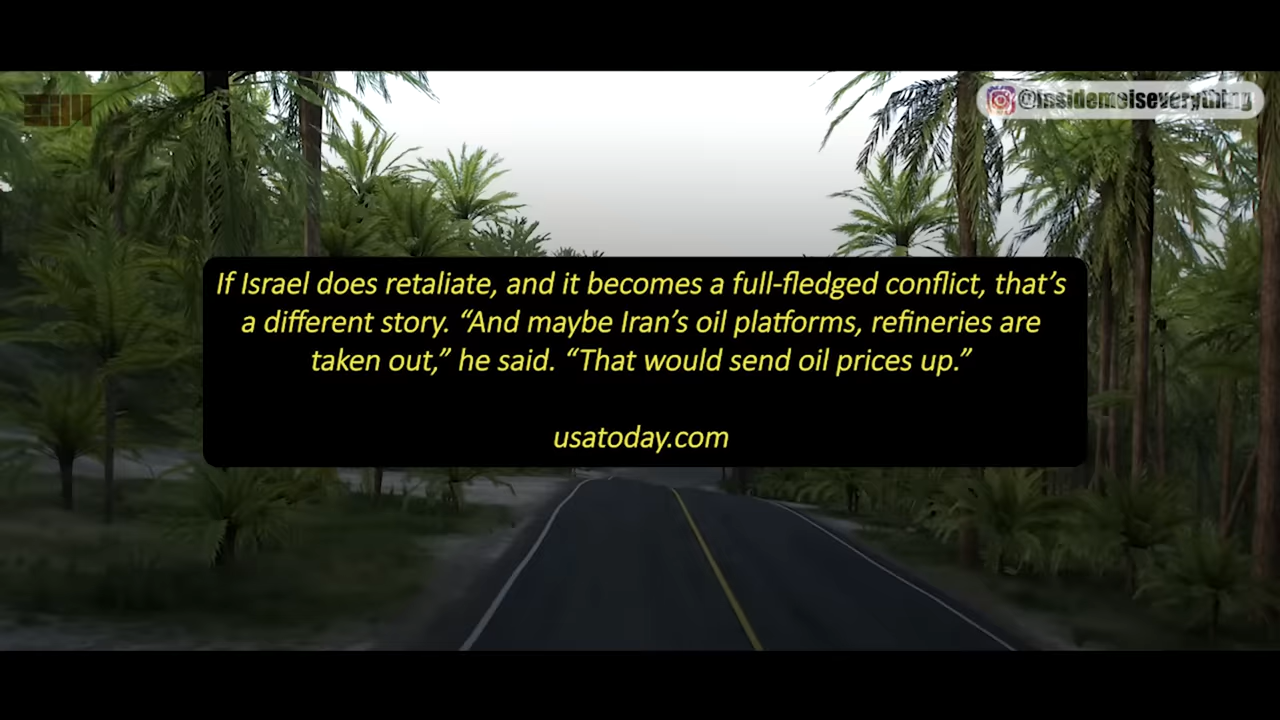 @insidemeiseverything
If Israel does retaliate, and it becomes a full-fledged conflict, that’s
a different story. “And maybe Iran’s oil platforms, refineries are
taken out,” he said. “That would send oil prices up.”
usatoday.com